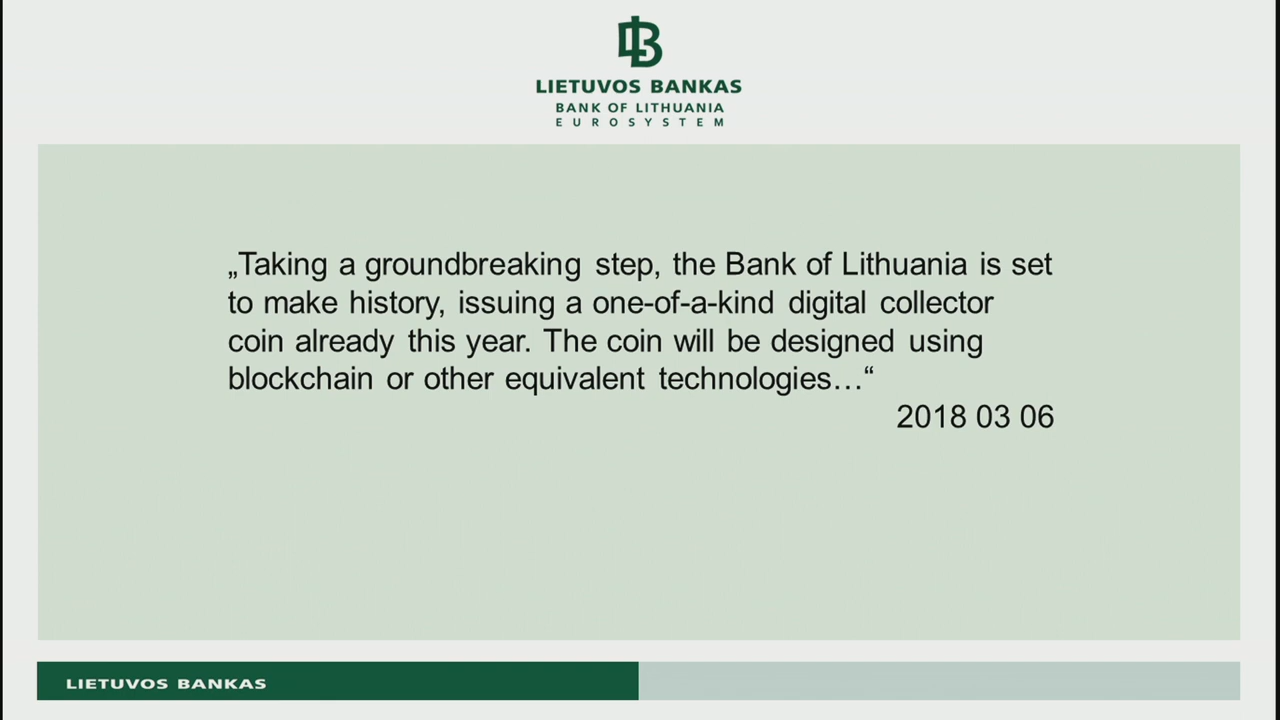 LIETUVOS BANKAS
BANK OF LITHUANIA
EUROSYSTEM
„Taking a groundbreaking step, the Bank of Lithuania is set
to make history, issuing a one-of-a-kind digital collector
coin already this year. The coin will be designed using
blockchain or other equivalent technologies…“
2018 03 06
LIETUVOS BANKAS